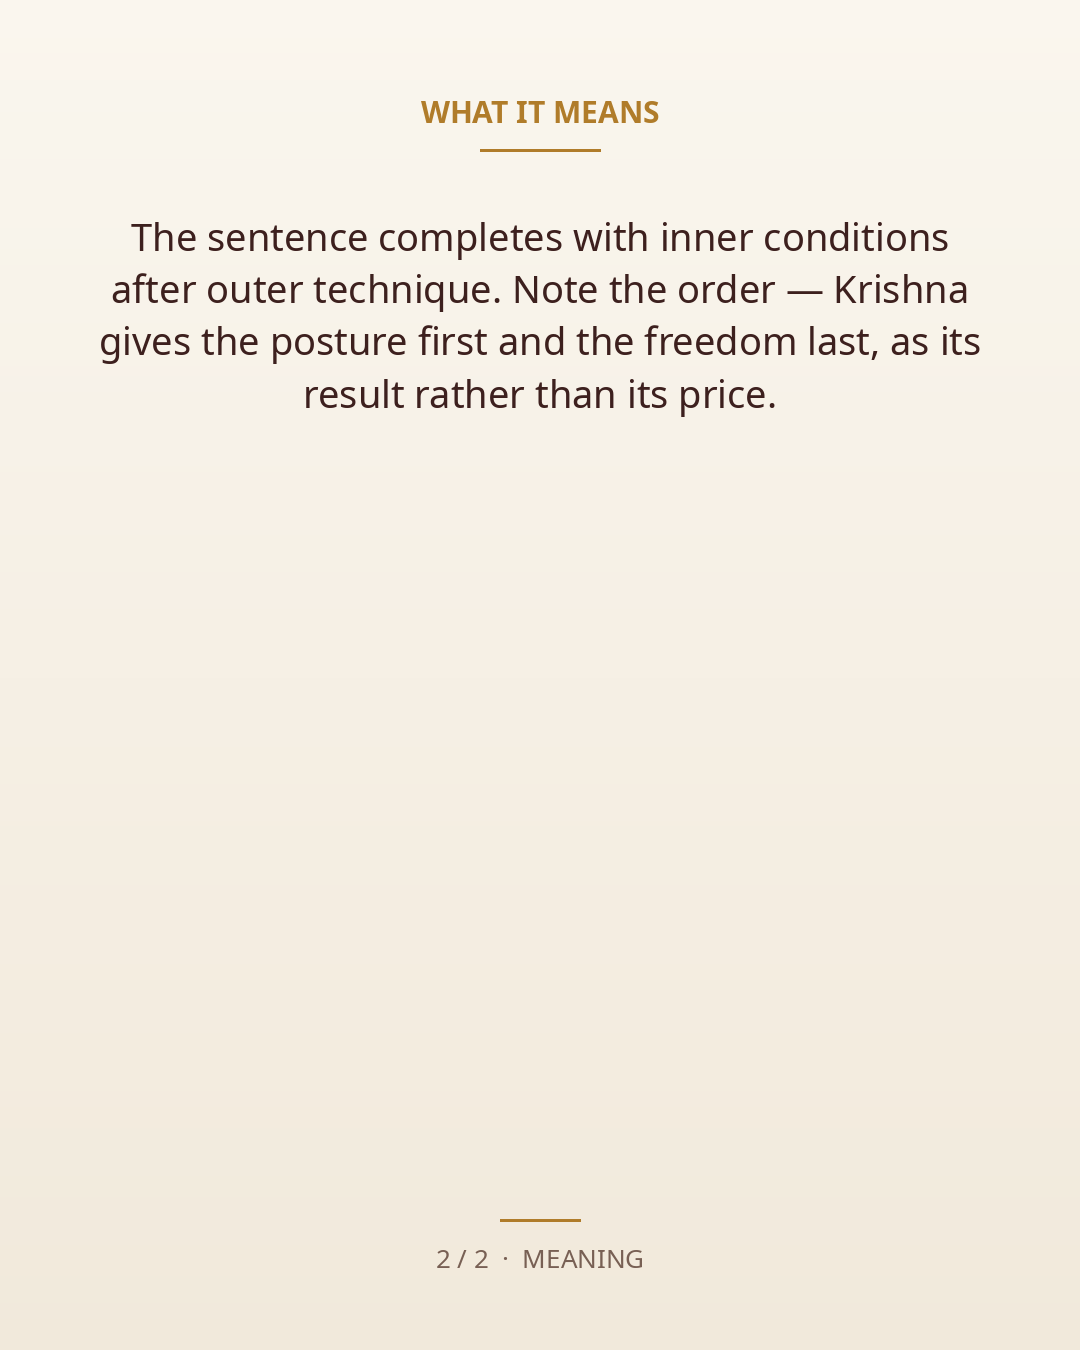 WHAT IT MEANS
The sentence completes with inner conditions
after outer technique. Note the order — Krishna
gives the posture first and the freedom last, as its
result rather than its price.
2 / 2 · MEANING